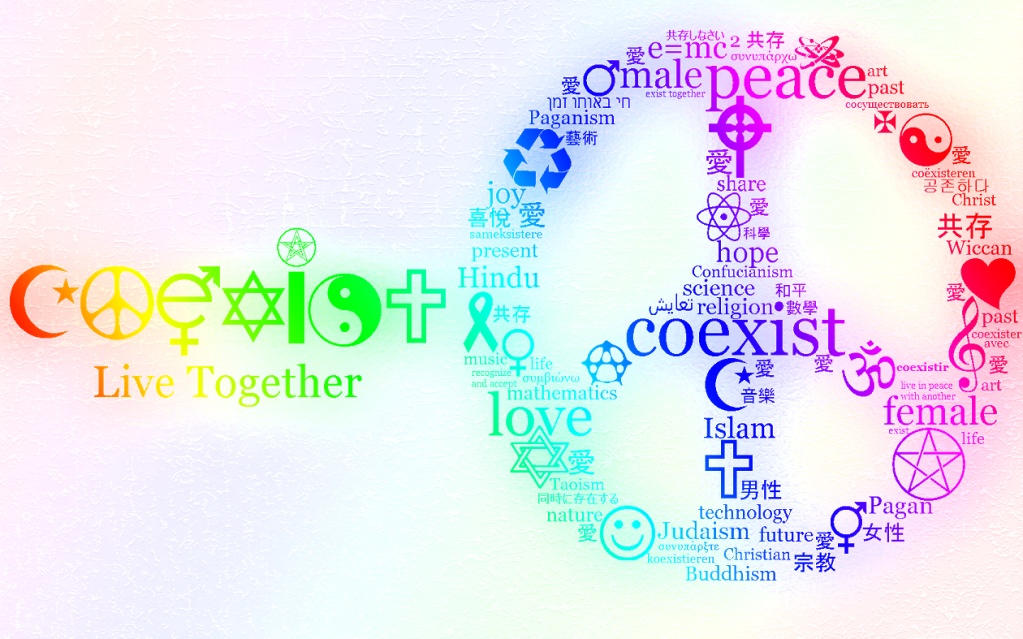 coexist
Live Together
共存しなさい
愛 e=mc 2 共存
συνυπάρχω
愛 male peace art
exist together past
חי באותו זמן
сосуществовать
Paganism
藝術
愛 愛
coëxisteren
공존하다
share
Christ
joy 愛
喜悅 愛
科學
共存
sameksistere
present hope Wiccan
Hindu Confucianism
science 和平 愛
تعايش religion 數學
共存 past
coexist coexister
avec
music life 愛 愛 愛
recognize coexistir
and accept συμβιώνω live in peace art
mathematics 音樂 with another
love female
Islam exist life
愛
Taoism 男性
同時に存在する Pagan
nature technology
愛 Judaism future 愛 女性
συνυπάρξτε Christian 宗教
koexistieren
Buddhism